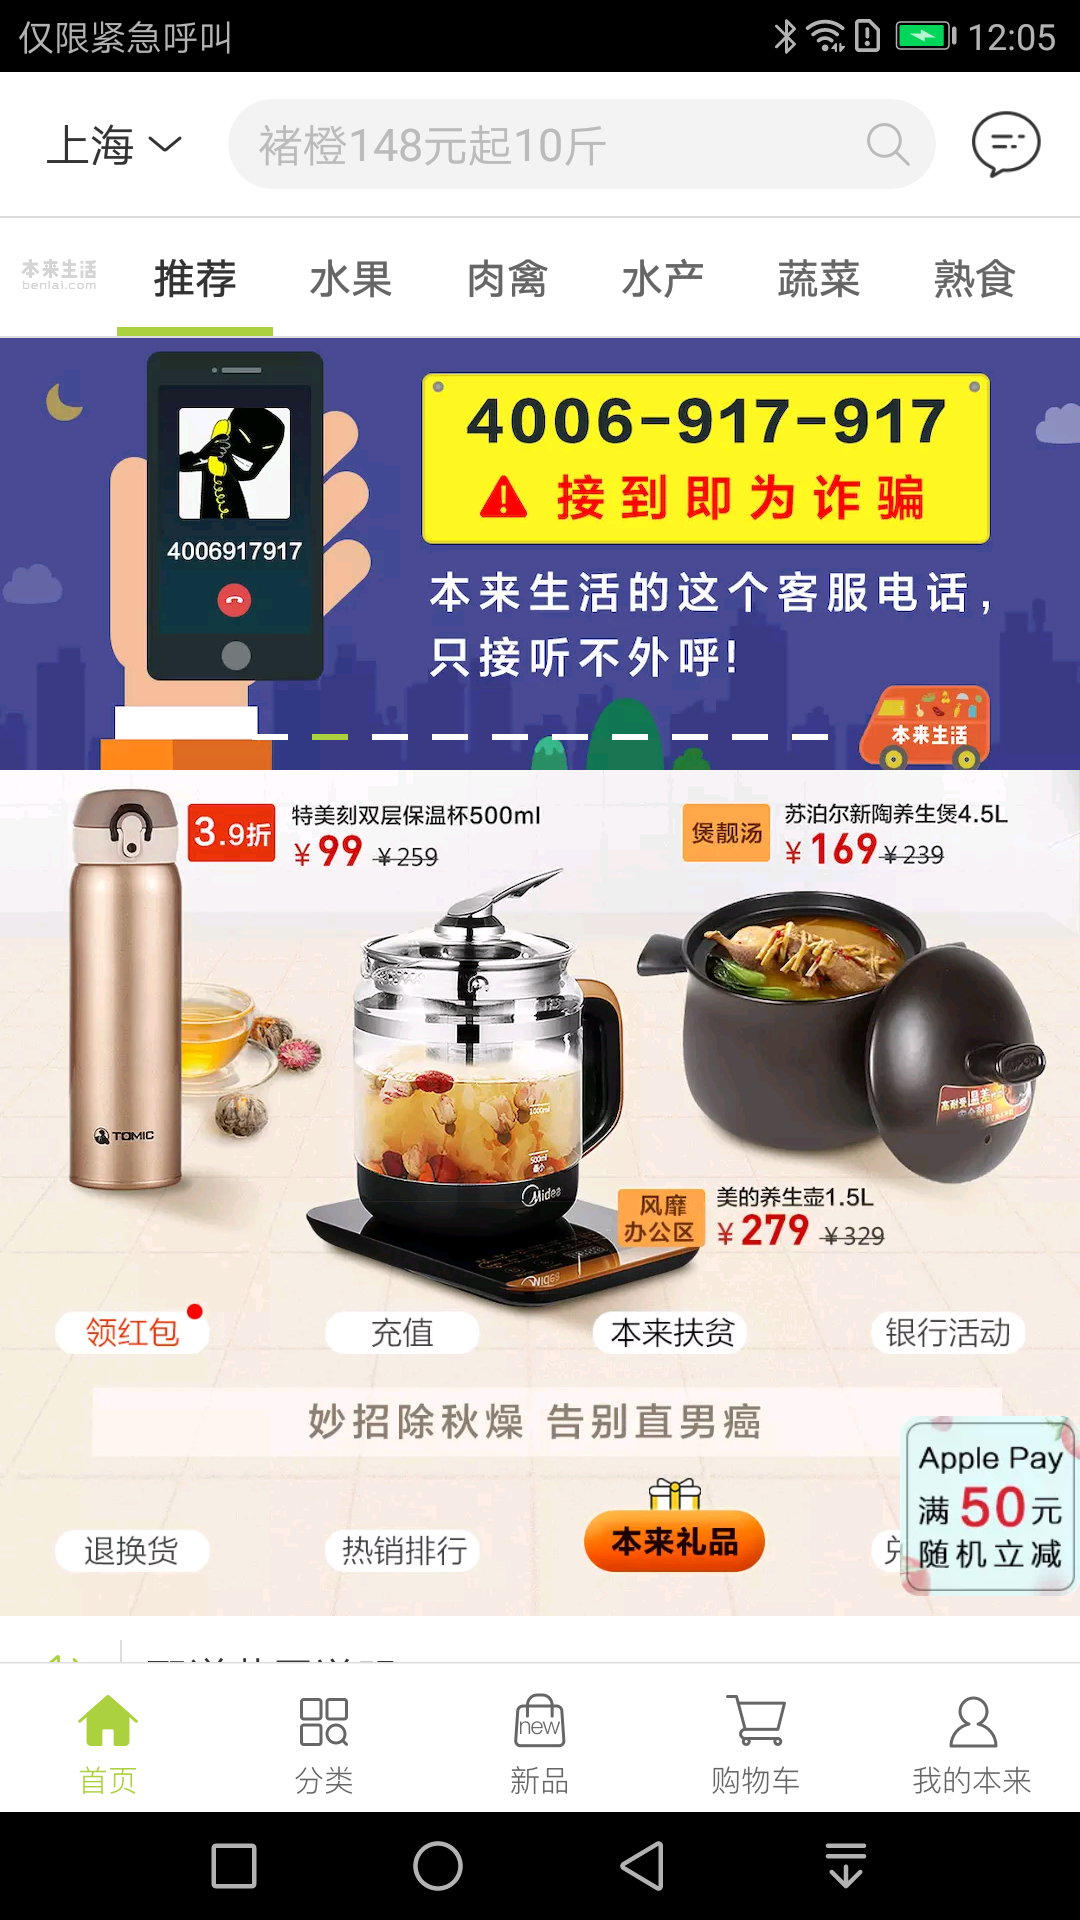 仅限紧急呼叫
12:05
上海
褚橙148元起10斤
本来生活
benlai.com
推荐
水果
肉禽
水产
蔬菜
熟食
4006-917-917
接到即为诈骗
4006917917
本来生活的这个客服电话,
只接听不外呼!
本来生活
3.9折
特美刻双层保温杯500ml
¥99 ¥259
煲靓汤
苏泊尔新陶养生煲4.5L
¥169 ¥239
TOMIC
1000ml
500ml
最小
Midea
Midea
风靡
办公区
美的养生壶1.5L
¥279 ¥329
领红包
充值
本来扶贫
银行活动
妙招除秋燥 告别直男癌
Apple Pay
满50元
随机立减
退换货
热销排行
本来礼品
new
首页
分类
新品
购物车
我的本来